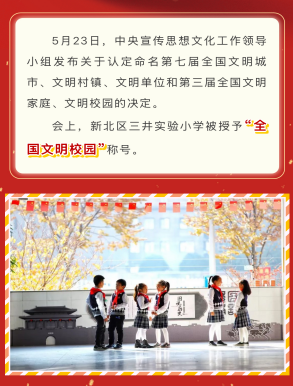 5月23日，中央宣传思想文化工作领导
小组发布关于认定命名第七届全国文明城
市、文明村镇、文明单位和第三届全国文明
家庭、文明校园的决定。
会上，新北区三井实验小学被授予“全
国文明校园”称号。